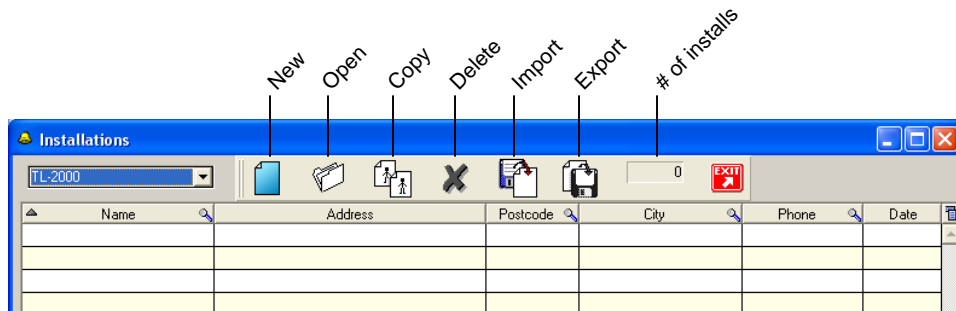 New Open Copy Delete Import Export # of installs
Installations
TL-2000 0 EXIT
Name Address Postcode City Phone Date